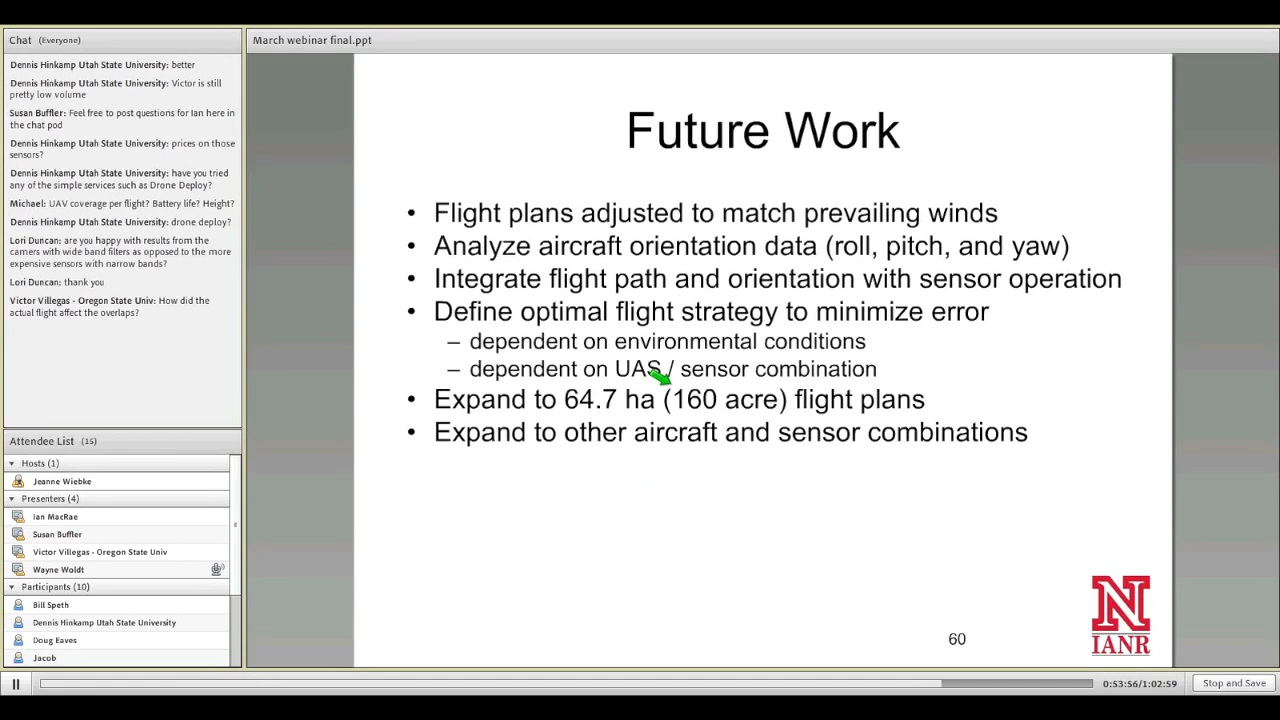 Chat (Everyone)
Dennis Hinkamp Utah State University: better
Dennis Hinkamp Utah State University: Victor is still
pretty low volume
Susan Buffler: Feel free to post questions for Ian here in
the chat pod
Dennis Hinkamp Utah State University: prices on those
sensors?
Dennis Hinkamp Utah State University: have you tried
any of the simple services such as Drone Deploy?
Michael: UAV coverage per flight? Battery life? Height?
Dennis Hinkamp Utah State University: drone deploy?
Lori Duncan: are you happy with results from the
cameras with wide band filters as opposed to the more
expensive sensors with narrow bands?
Lori Duncan: thank you
Victor Villegas - Oregon State Univ: How did the
actual flight affect the overlaps?
Attendee List (15)
Hosts (1)
Jeanne Wiebke
Presenters (4)
Ian MacRae
Susan Buffler
Victor Villegas - Oregon State Univ
Wayne Woldt
Participants (10)
Bill Speth
Dennis Hinkamp Utah State University
Doug Eaves
Jacob
March webinar final.ppt
Future Work
• Flight plans adjusted to match prevailing winds
• Analyze aircraft orientation data (roll, pitch, and yaw)
• Integrate flight path and orientation with sensor operation
• Define optimal flight strategy to minimize error
– dependent on environmental conditions
– dependent on UAS / sensor combination
• Expand to 64.7 ha (160 acre) flight plans
• Expand to other aircraft and sensor combinations
60
N
IANR
0:53:56/1:02:59
Stop and Save